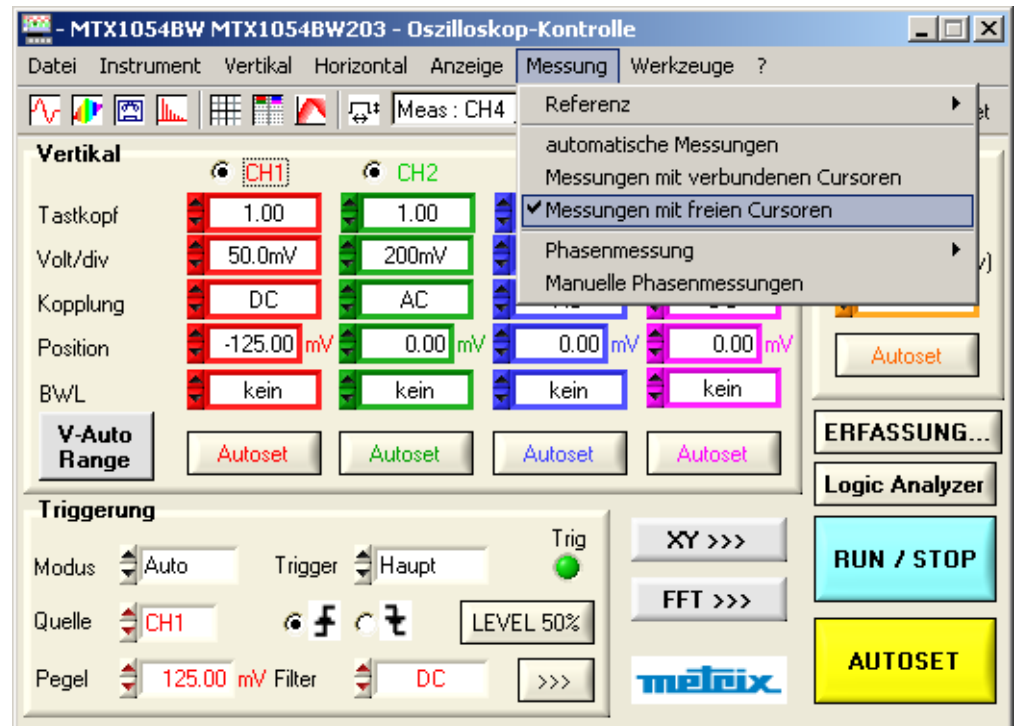 - MTX1054BW MTX1054BW203 - Oszilloskop-Kontrolle
Datei Instrument Vertikal Horizontal Anzeige Messung Werkzeuge ?
Meas : CH4
Referenz
automatische Messungen
Messungen mit verbundenen Cursoren
Messungen mit freien Cursoren
Phasenmessung
Manuelle Phasenmessungen
Vertikal
CH1 CH2
Tastkopf 1.00 1.00
Volt/div 50.0mV 200mV
Kopplung DC AC
Position -125.00 mV 0.00 mV 0.00 mV 0.00 mV
BWL kein kein kein kein
V-Auto Range
Autoset Autoset Autoset Autoset
Autoset
ERFASSUNG...
Logic Analyzer
RUN / STOP
AUTOSET
Triggerung
Trig
Modus Auto Trigger Haupt
Quelle CH1 LEVEL 50%
Pegel 125.00 mV Filter DC >>>
XY >>>
FFT >>>
metrix